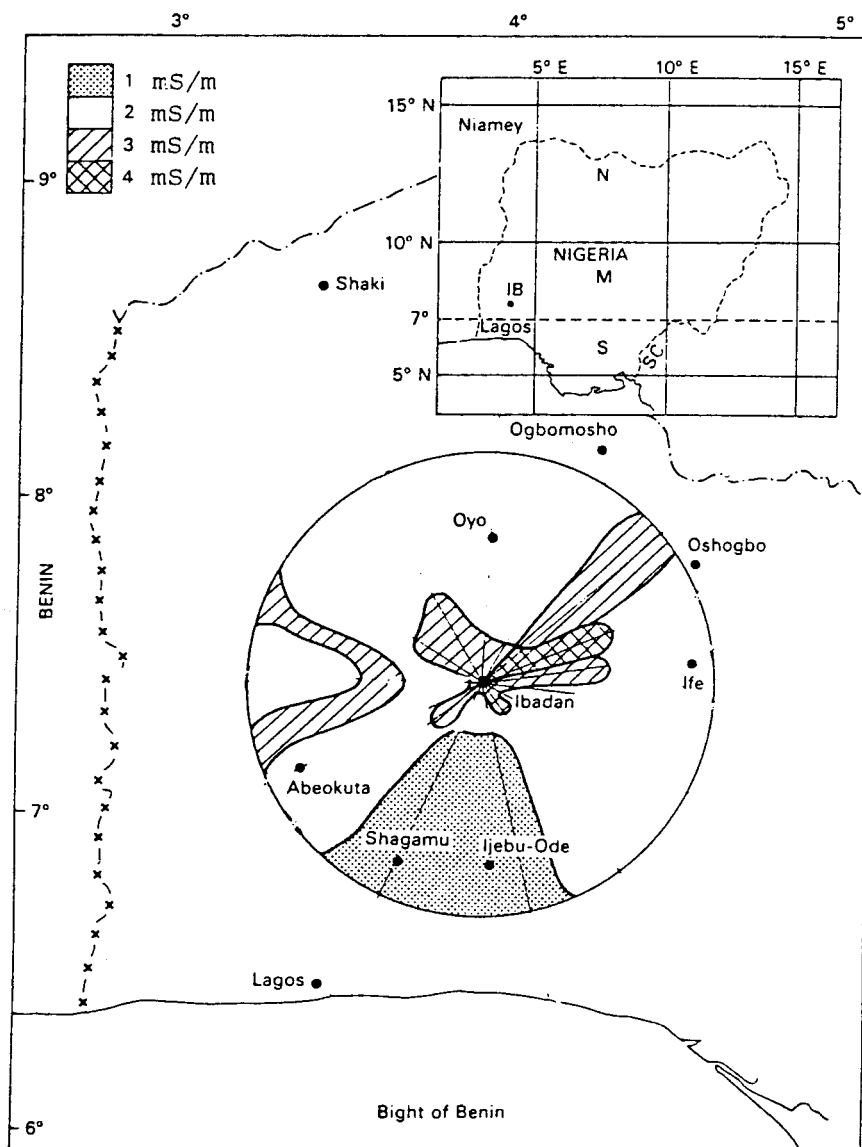 3° 4° 5°
1 mS/m
2 mS/m
3 mS/m
4 mS/m
5° E 10° E 15° E
15° N
Niamey
N
10° N
NIGERIA
M
IB
7°
Lagos
S
SC
5° N
9°
Shaki
Ogbomosho
8°
Oyo
Oshogbo
BENIN
Ife
Ibadan
Abeokuta
7°
Shagamu
Ijebu-Ode
Lagos
Bight of Benin
6°